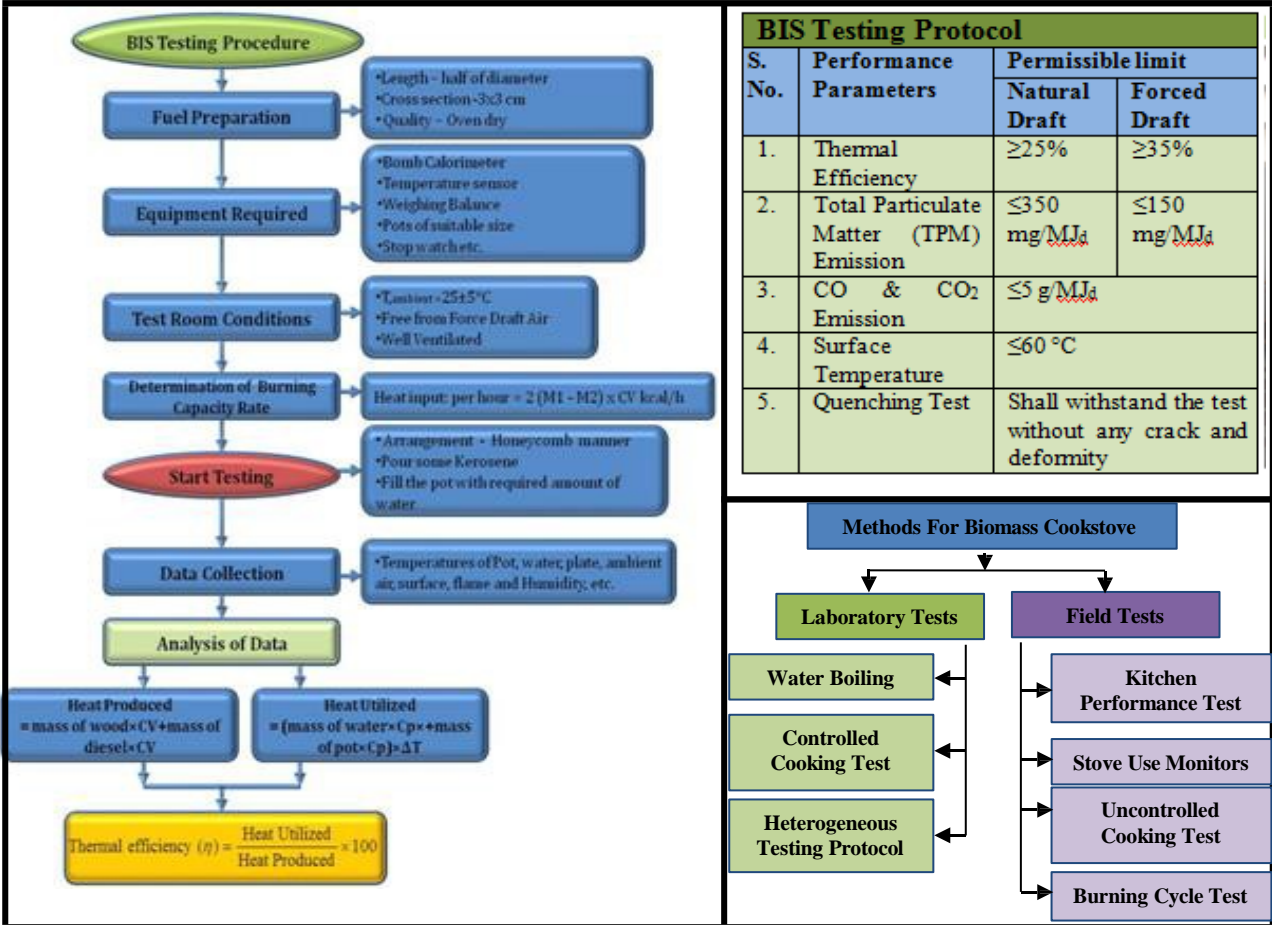 BIS Testing Procedure
Fuel Preparation
•Length – half of diameter
•Cross section -3x3 cm
•Quality – Oven dry
Equipment Required
•Bomb Calorimeter
•Temperature sensor
•Weighing Balance
•Pots of suitable size
•Stop watch etc.
Test Room Conditions
•Tambient =25±5°C
•Free from Force Draft Air
•Well Ventilated
Determination of Burning
Capacity Rate
Heat input: per hour = 2 (M1 – M2) x CV kcal/h
Start Testing
•Arrangement – Honeycomb manner
•Pour some Kerosene
•Fill the pot with required amount of
water
Data Collection
•Temperatures of Pot, water, plate, ambient
air, surface, flame and Humidity, etc.
Analysis of Data
Heat Produced
= mass of wood×CV+mass of
diesel×CV
Heat Utilized
= (mass of water×Cp×+mass
of pot×Cp)×ΔT
Thermal efficiency (η) = Heat Utilized / Heat Produced × 100
BIS Testing Protocol
S. No. Performance Parameters Permissible limit
Natural Draft Forced Draft
1. Thermal Efficiency ≥25% ≥35%
2. Total Particulate Matter (TPM) Emission ≤350 mg/MJd ≤150 mg/MJd
3. CO & CO2 Emission ≤5 g/MJd
4. Surface Temperature ≤60 °C
5. Quenching Test Shall withstand the test
without any crack and
deformity
Methods For Biomass Cookstove
Laboratory Tests
Water Boiling
Controlled
Cooking Test
Heterogeneous
Testing Protocol
Field Tests
Kitchen
Performance Test
Stove Use Monitors
Uncontrolled
Cooking Test
Burning Cycle Test